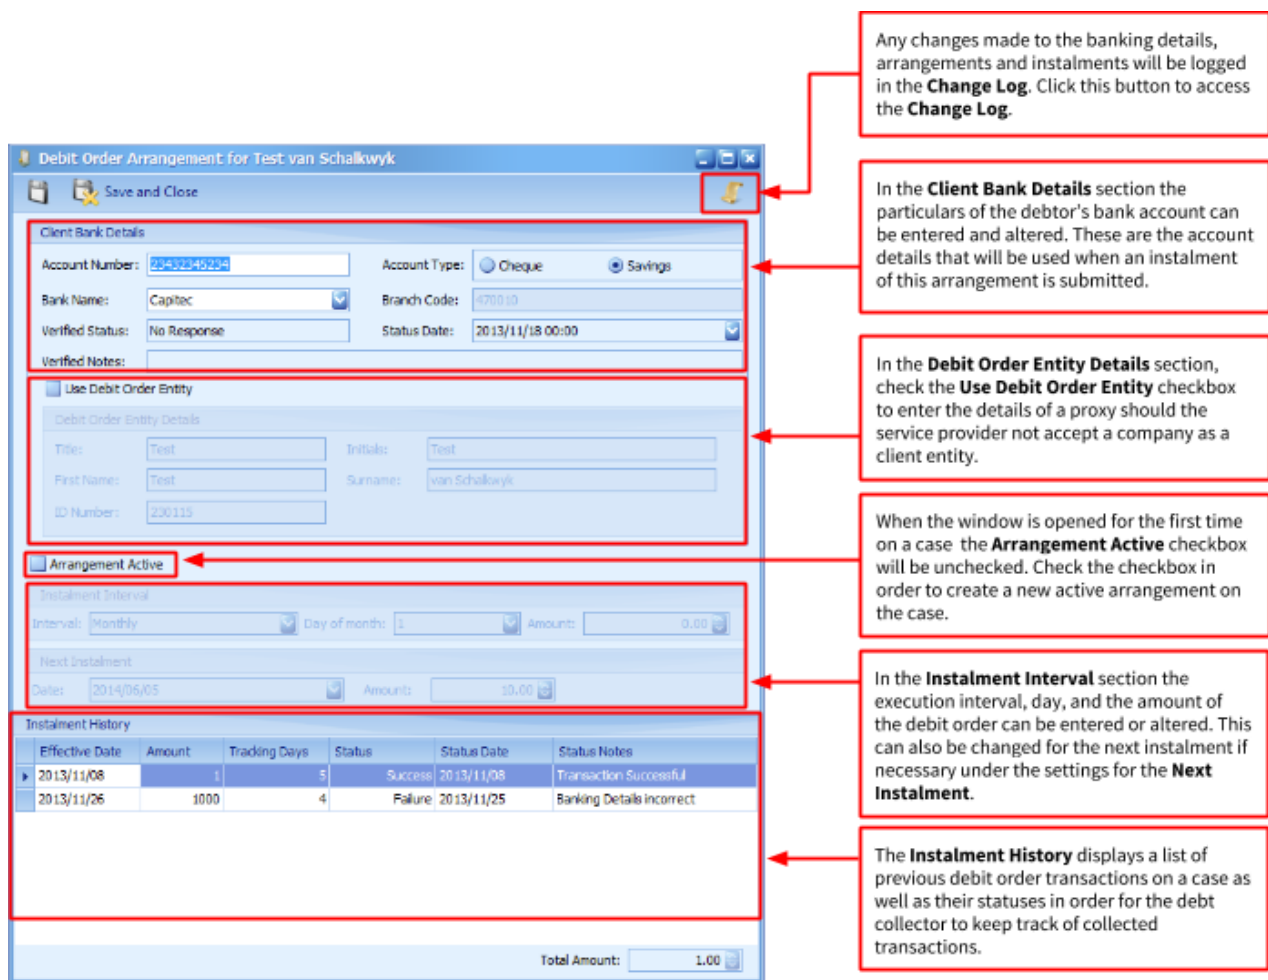 Any changes made to the banking details,
arrangements and instalments will be logged
in the Change Log. Click this button to access
the Change Log.
Debit Order Arrangement for Test van Schalkwyk
Save and Close
Client Bank Details
Account Number: 23432345234 Account Type: Cheque Savings
Bank Name: Capitec Branch Code: 470010
Verified Status: No Response Status Date: 2013/11/18 00:00
Verified Notes:
In the Client Bank Details section the
particulars of the debtor's bank account can
be entered and altered. These are the account
details that will be used when an instalment
of this arrangement is submitted.
Use Debit Order Entity
Debit Order Entity Details
Title: Test Initials: Test
First Name: Test Surname: van Schalkwyk
ID Number: 230115
In the Debit Order Entity Details section,
check the Use Debit Order Entity checkbox
to enter the details of a proxy should the
service provider not accept a company as a
client entity.
Arrangement Active
When the window is opened for the first time
on a case the Arrangement Active checkbox
will be unchecked. Check the checkbox in
order to create a new active arrangement on
the case.
Instalment Interval
Interval: Monthly Day of month: 1 Amount: 0.00
Next Instalment
Date: 2014/06/05 Amount: 10.00
In the Instalment Interval section the
execution interval, day, and the amount of
the debit order can be entered or altered. This
can also be changed for the next instalment if
necessary under the settings for the Next
Instalment.
Instalment History
Effective Date Amount Tracking Days Status Status Date Status Notes
2013/11/08 1 5 Success 2013/11/08 Transaction Successful
2013/11/26 1000 4 Failure 2013/11/25 Banking Details incorrect
The Instalment History displays a list of
previous debit order transactions on a case as
well as their statuses in order for the debt
collector to keep track of collected
transactions.
Total Amount: 1.00